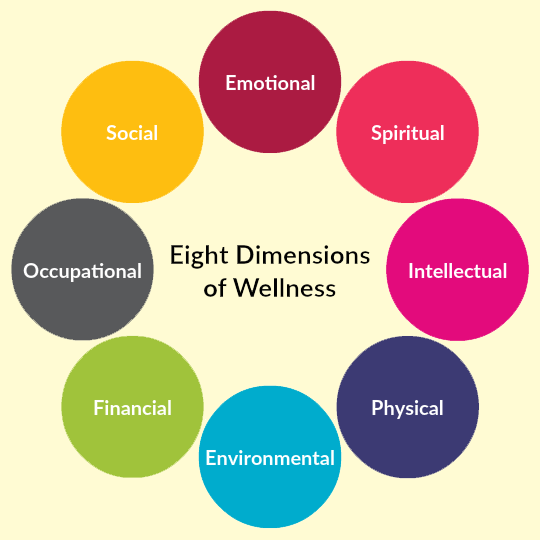 Emotional
Social
Spiritual
Eight Dimensions
of Wellness
Occupational
Intellectual
Financial
Physical
Environmental